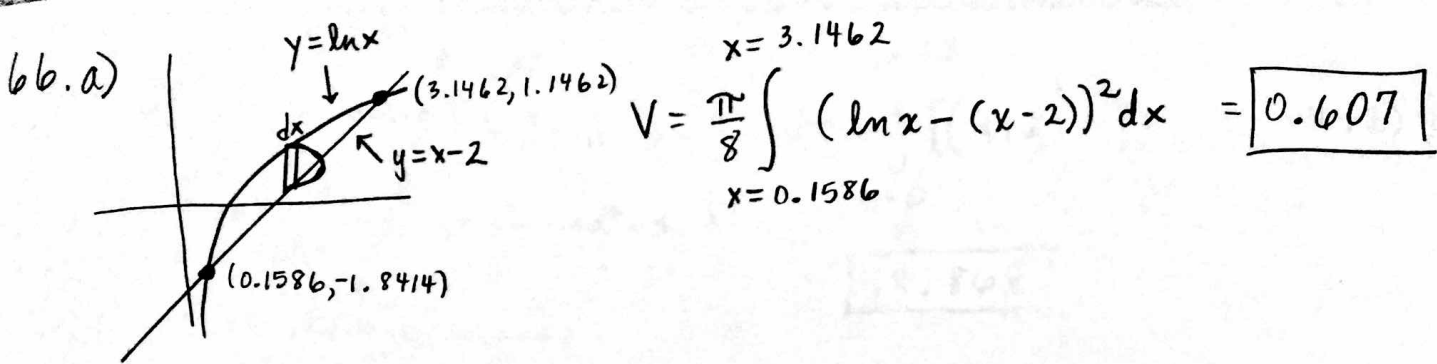 66.a)
y=lnx
(3.1462, 1.1462)
dx
y=x-2
(0.1586,-1.8414)
x= 3.1462
V= π/8 ∫ (ln x - (x-2))² dx = 0.607
x=0.1586